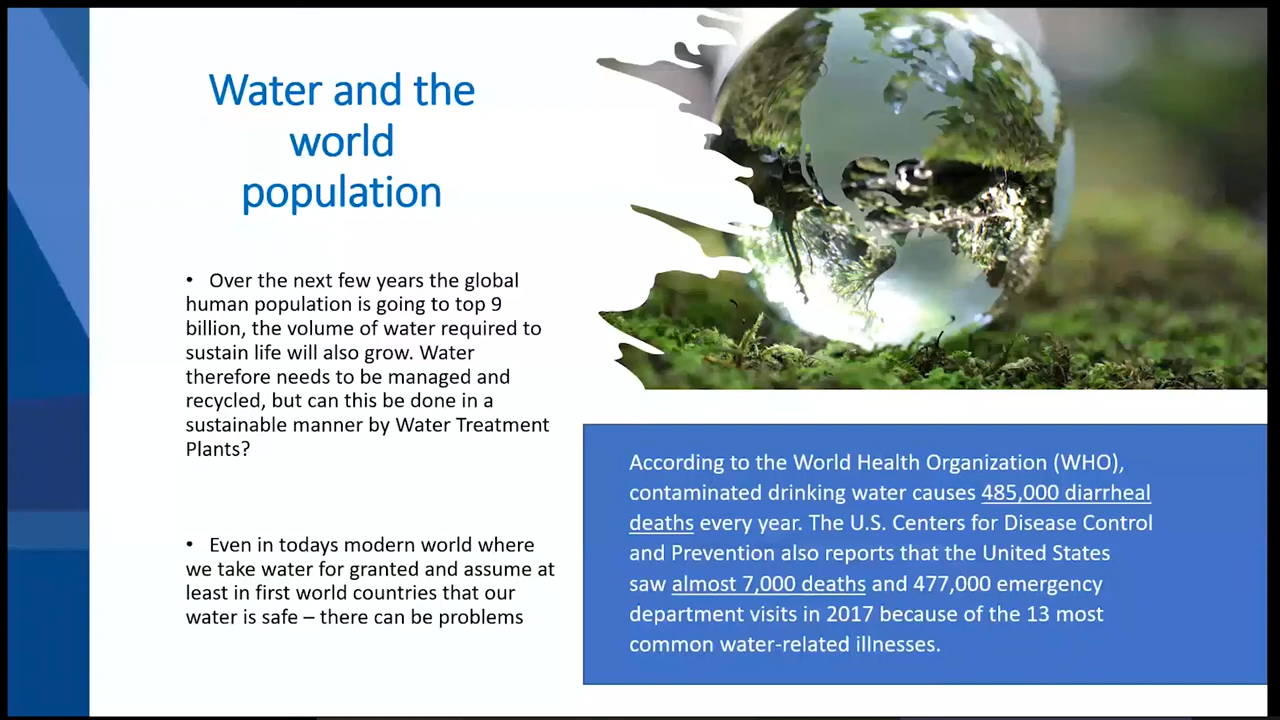 Water and the
world
population
• Over the next few years the global
human population is going to top 9
billion, the volume of water required to
sustain life will also grow. Water
therefore needs to be managed and
recycled, but can this be done in a
sustainable manner by Water Treatment
Plants?
• Even in todays modern world where
we take water for granted and assume at
least in first world countries that our
water is safe – there can be problems
According to the World Health Organization (WHO),
contaminated drinking water causes 485,000 diarrheal
deaths every year. The U.S. Centers for Disease Control
and Prevention also reports that the United States
saw almost 7,000 deaths and 477,000 emergency
department visits in 2017 because of the 13 most
common water-related illnesses.